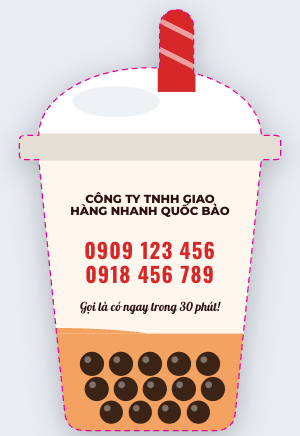 CÔNG TY TNHH GIAO
HÀNG NHANH QUỐC BẢO
0909 123 456
0918 456 789
Gọi là có ngay trong 30 phút!